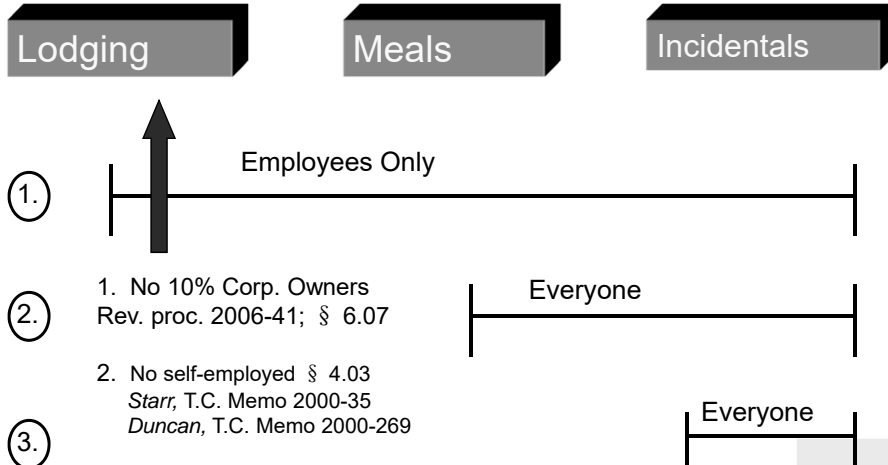 Lodging
Meals
Incidentals
Employees Only
1.
1. No 10% Corp. Owners
Rev. proc. 2006-41; § 6.07
Everyone
2.
2. No self-employed § 4.03
Starr, T.C. Memo 2000-35
Duncan, T.C. Memo 2000-269
Everyone
3.